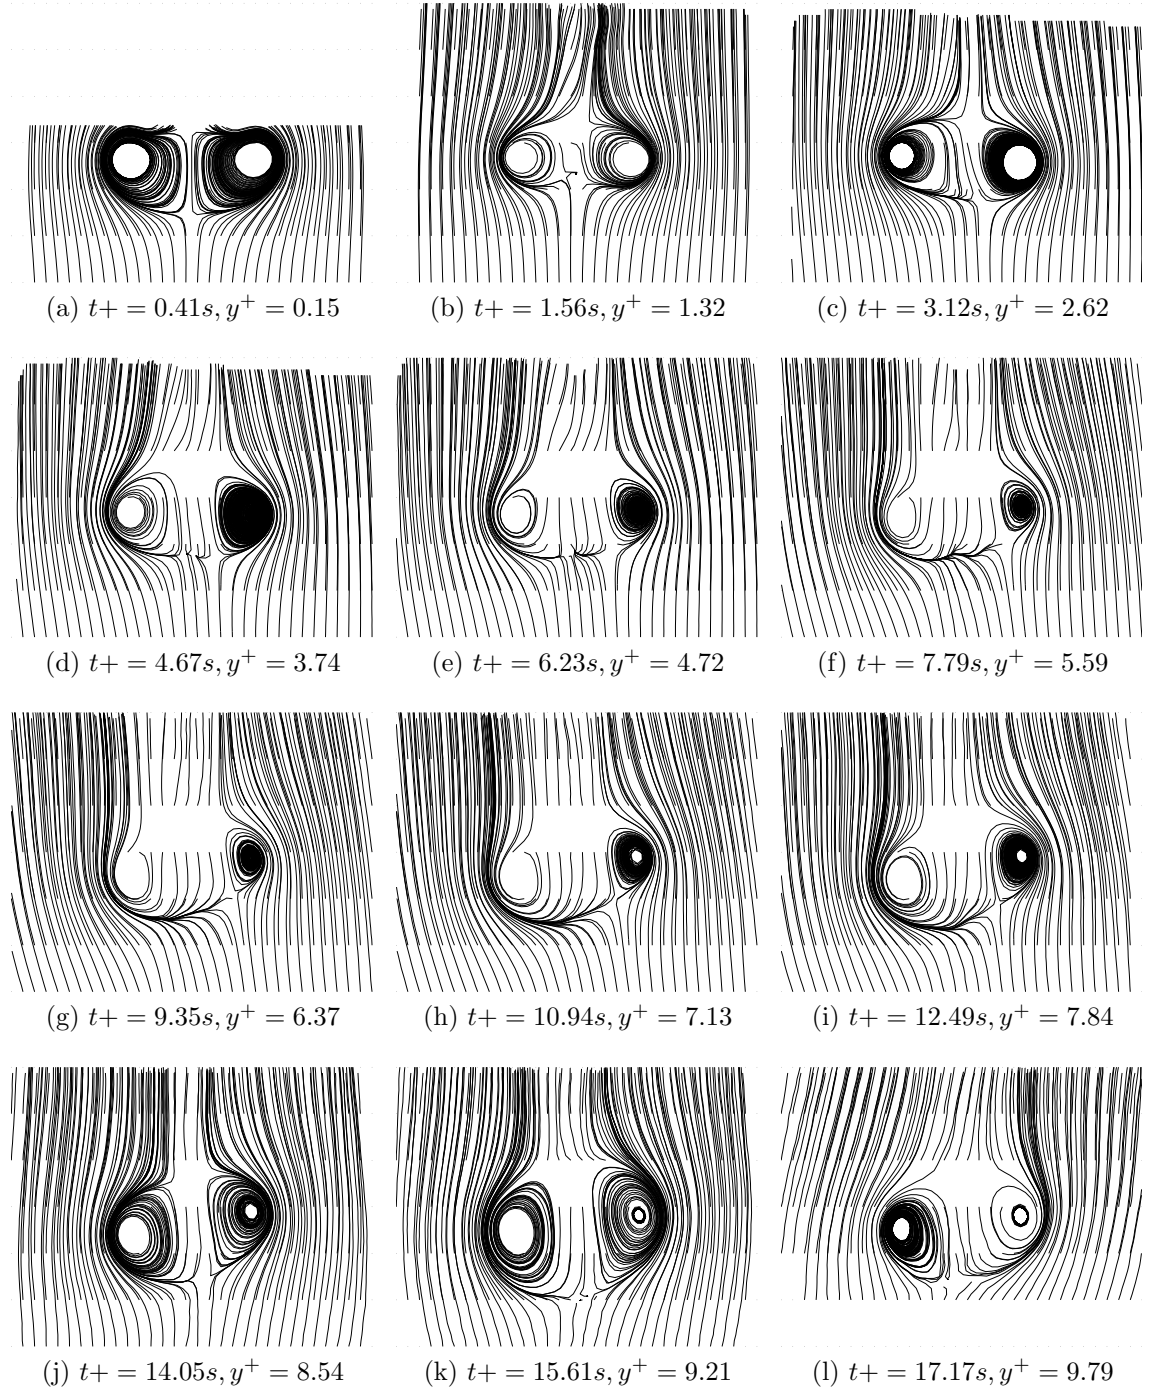 (a) t+ = 0.41s, y⁺ = 0.15
(b) t+ = 1.56s, y⁺ = 1.32
(c) t+ = 3.12s, y⁺ = 2.62
(d) t+ = 4.67s, y⁺ = 3.74
(e) t+ = 6.23s, y⁺ = 4.72
(f) t+ = 7.79s, y⁺ = 5.59
(g) t+ = 9.35s, y⁺ = 6.37
(h) t+ = 10.94s, y⁺ = 7.13
(i) t+ = 12.49s, y⁺ = 7.84
(j) t+ = 14.05s, y⁺ = 8.54
(k) t+ = 15.61s, y⁺ = 9.21
(l) t+ = 17.17s, y⁺ = 9.79